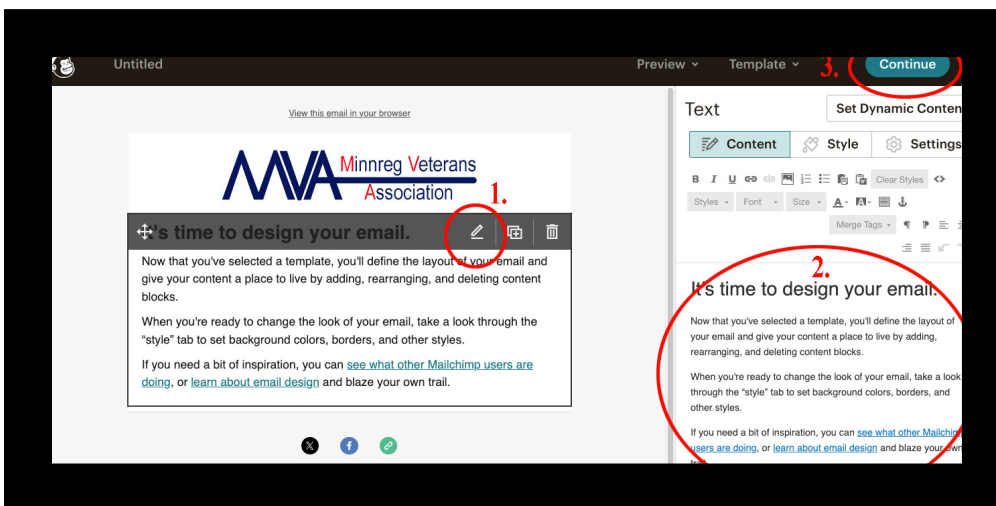 Untitled
Preview
Template
3.
Continue
View this email in your browser
MVA Minnreg Veterans
Association
1.
It's time to design your email.
Now that you've selected a template, you'll define the layout of your email and
give your content a place to live by adding, rearranging, and deleting content
blocks.
When you're ready to change the look of your email, take a look through the
“style” tab to set background colors, borders, and other styles.
If you need a bit of inspiration, you can see what other Mailchimp users are
doing, or learn about email design and blaze your own trail.
Text
Set Dynamic Conten
Content
Style
Settings
B I U
Clear Styles <>
Styles
Font
Size
A
A
Merge Tags
2.
It's time to design your email.
Now that you've selected a template, you'll define the layout of
your email and give your content a place to live by adding,
rearranging, and deleting content blocks.
When you're ready to change the look of your email, take a look
through the "style" tab to set background colors, borders, and
other styles.
If you need a bit of inspiration, you can see what other Mailchimp
users are doing, or learn about email design and blaze your own
trail.